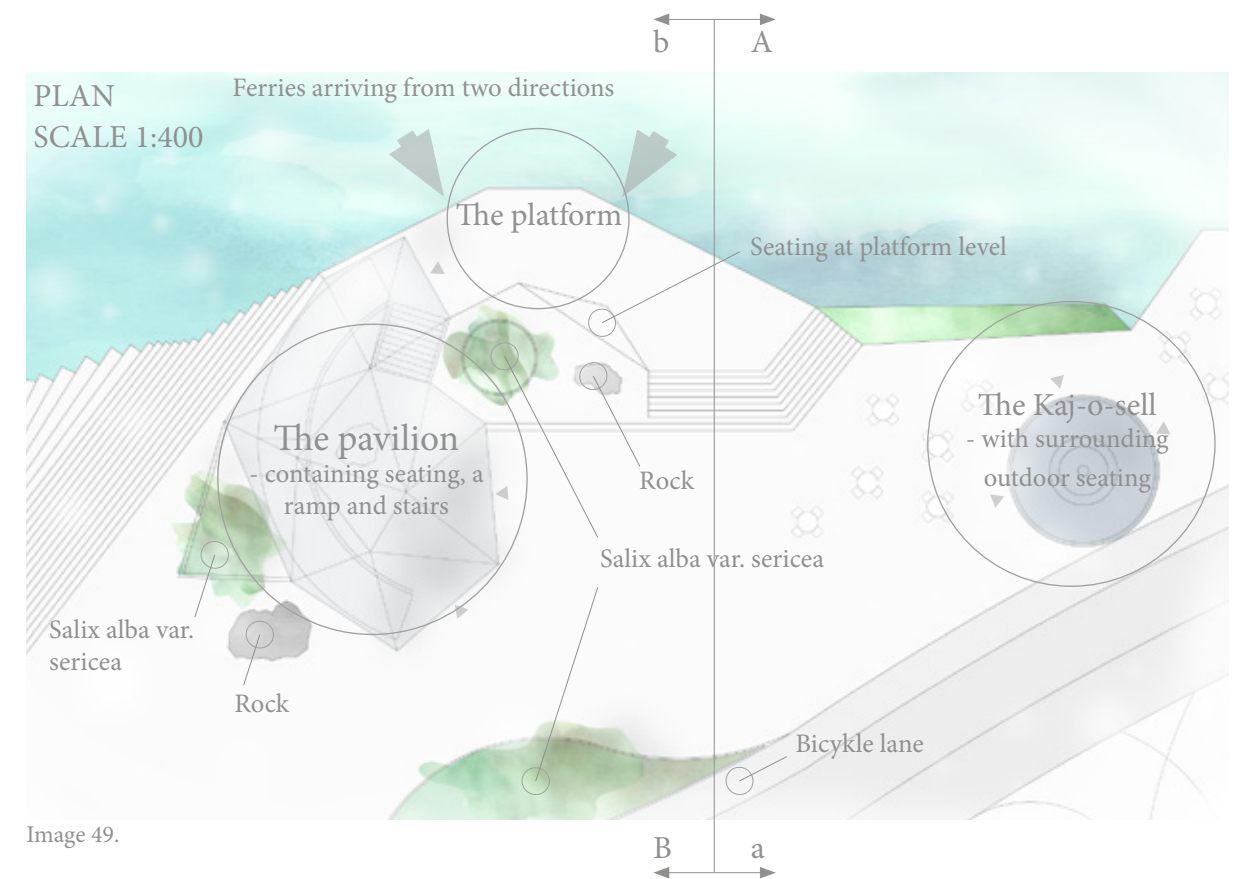 b A
PLAN
SCALE 1:400
Ferries arriving from two directions
The platform
Seating at platform level
The Kaj-o-sell
- with surrounding
outdoor seating
The pavilion
- containing seating, a
ramp and stairs
Rock
Salix alba var. sericea
Salix alba var.
sericea
Rock
Bicykle lane
Image 49.
B a